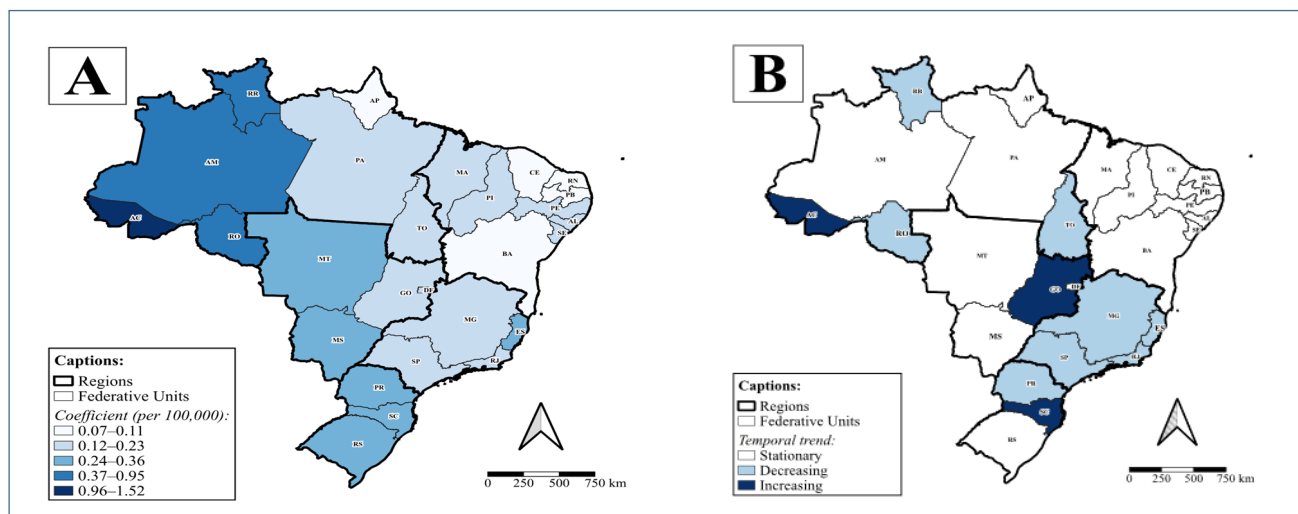 A
RR
AP
AM
PA
MA
CE
RN
PB
PI
PE
AL
SE
AC
RO
TO
BA
MT
GO
DF
MG
ES
MS
SP
RJ
PR
SC
RS
Captions:
Regions
Federative Units
Coefficient (per 100,000):
0.07–0.11
0.12–0.23
0.24–0.36
0.37–0.95
0.96–1.52
0 250 500 750 km
B
RR
AP
AM
PA
MA
CE
RN
PB
PI
PE
AL
SE
AC
RO
TO
BA
MT
GO
DF
MG
ES
MS
SP
RJ
PR
SC
RS
Captions:
Regions
Federative Units
Temporal trend:
Stationary
Decreasing
Increasing
0 250 500 750 km